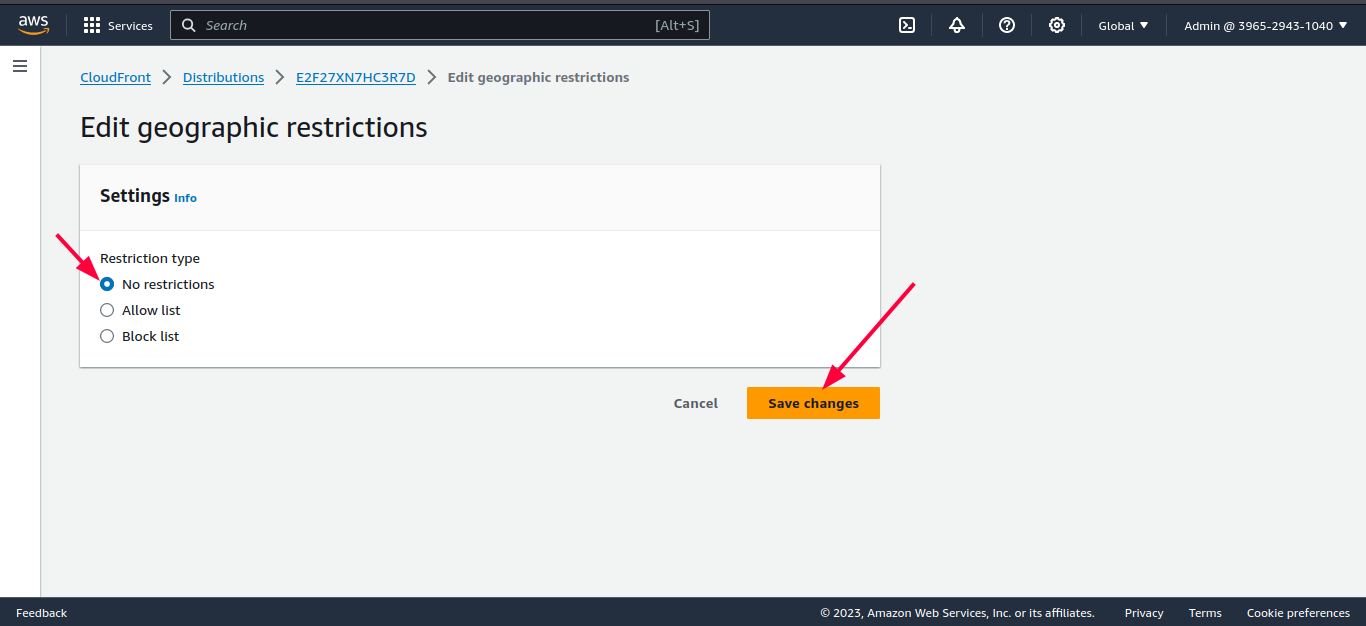 aws Services Search [Alt+S] Global Admin @ 3965-2943-1040
CloudFront Distributions E2F27XN7HC3R7D Edit geographic restrictions
Edit geographic restrictions
Settings Info
Restriction type
No restrictions
Allow list
Block list
Cancel Save changes
Feedback © 2023, Amazon Web Services, Inc. or its affiliates. Privacy Terms Cookie preferences